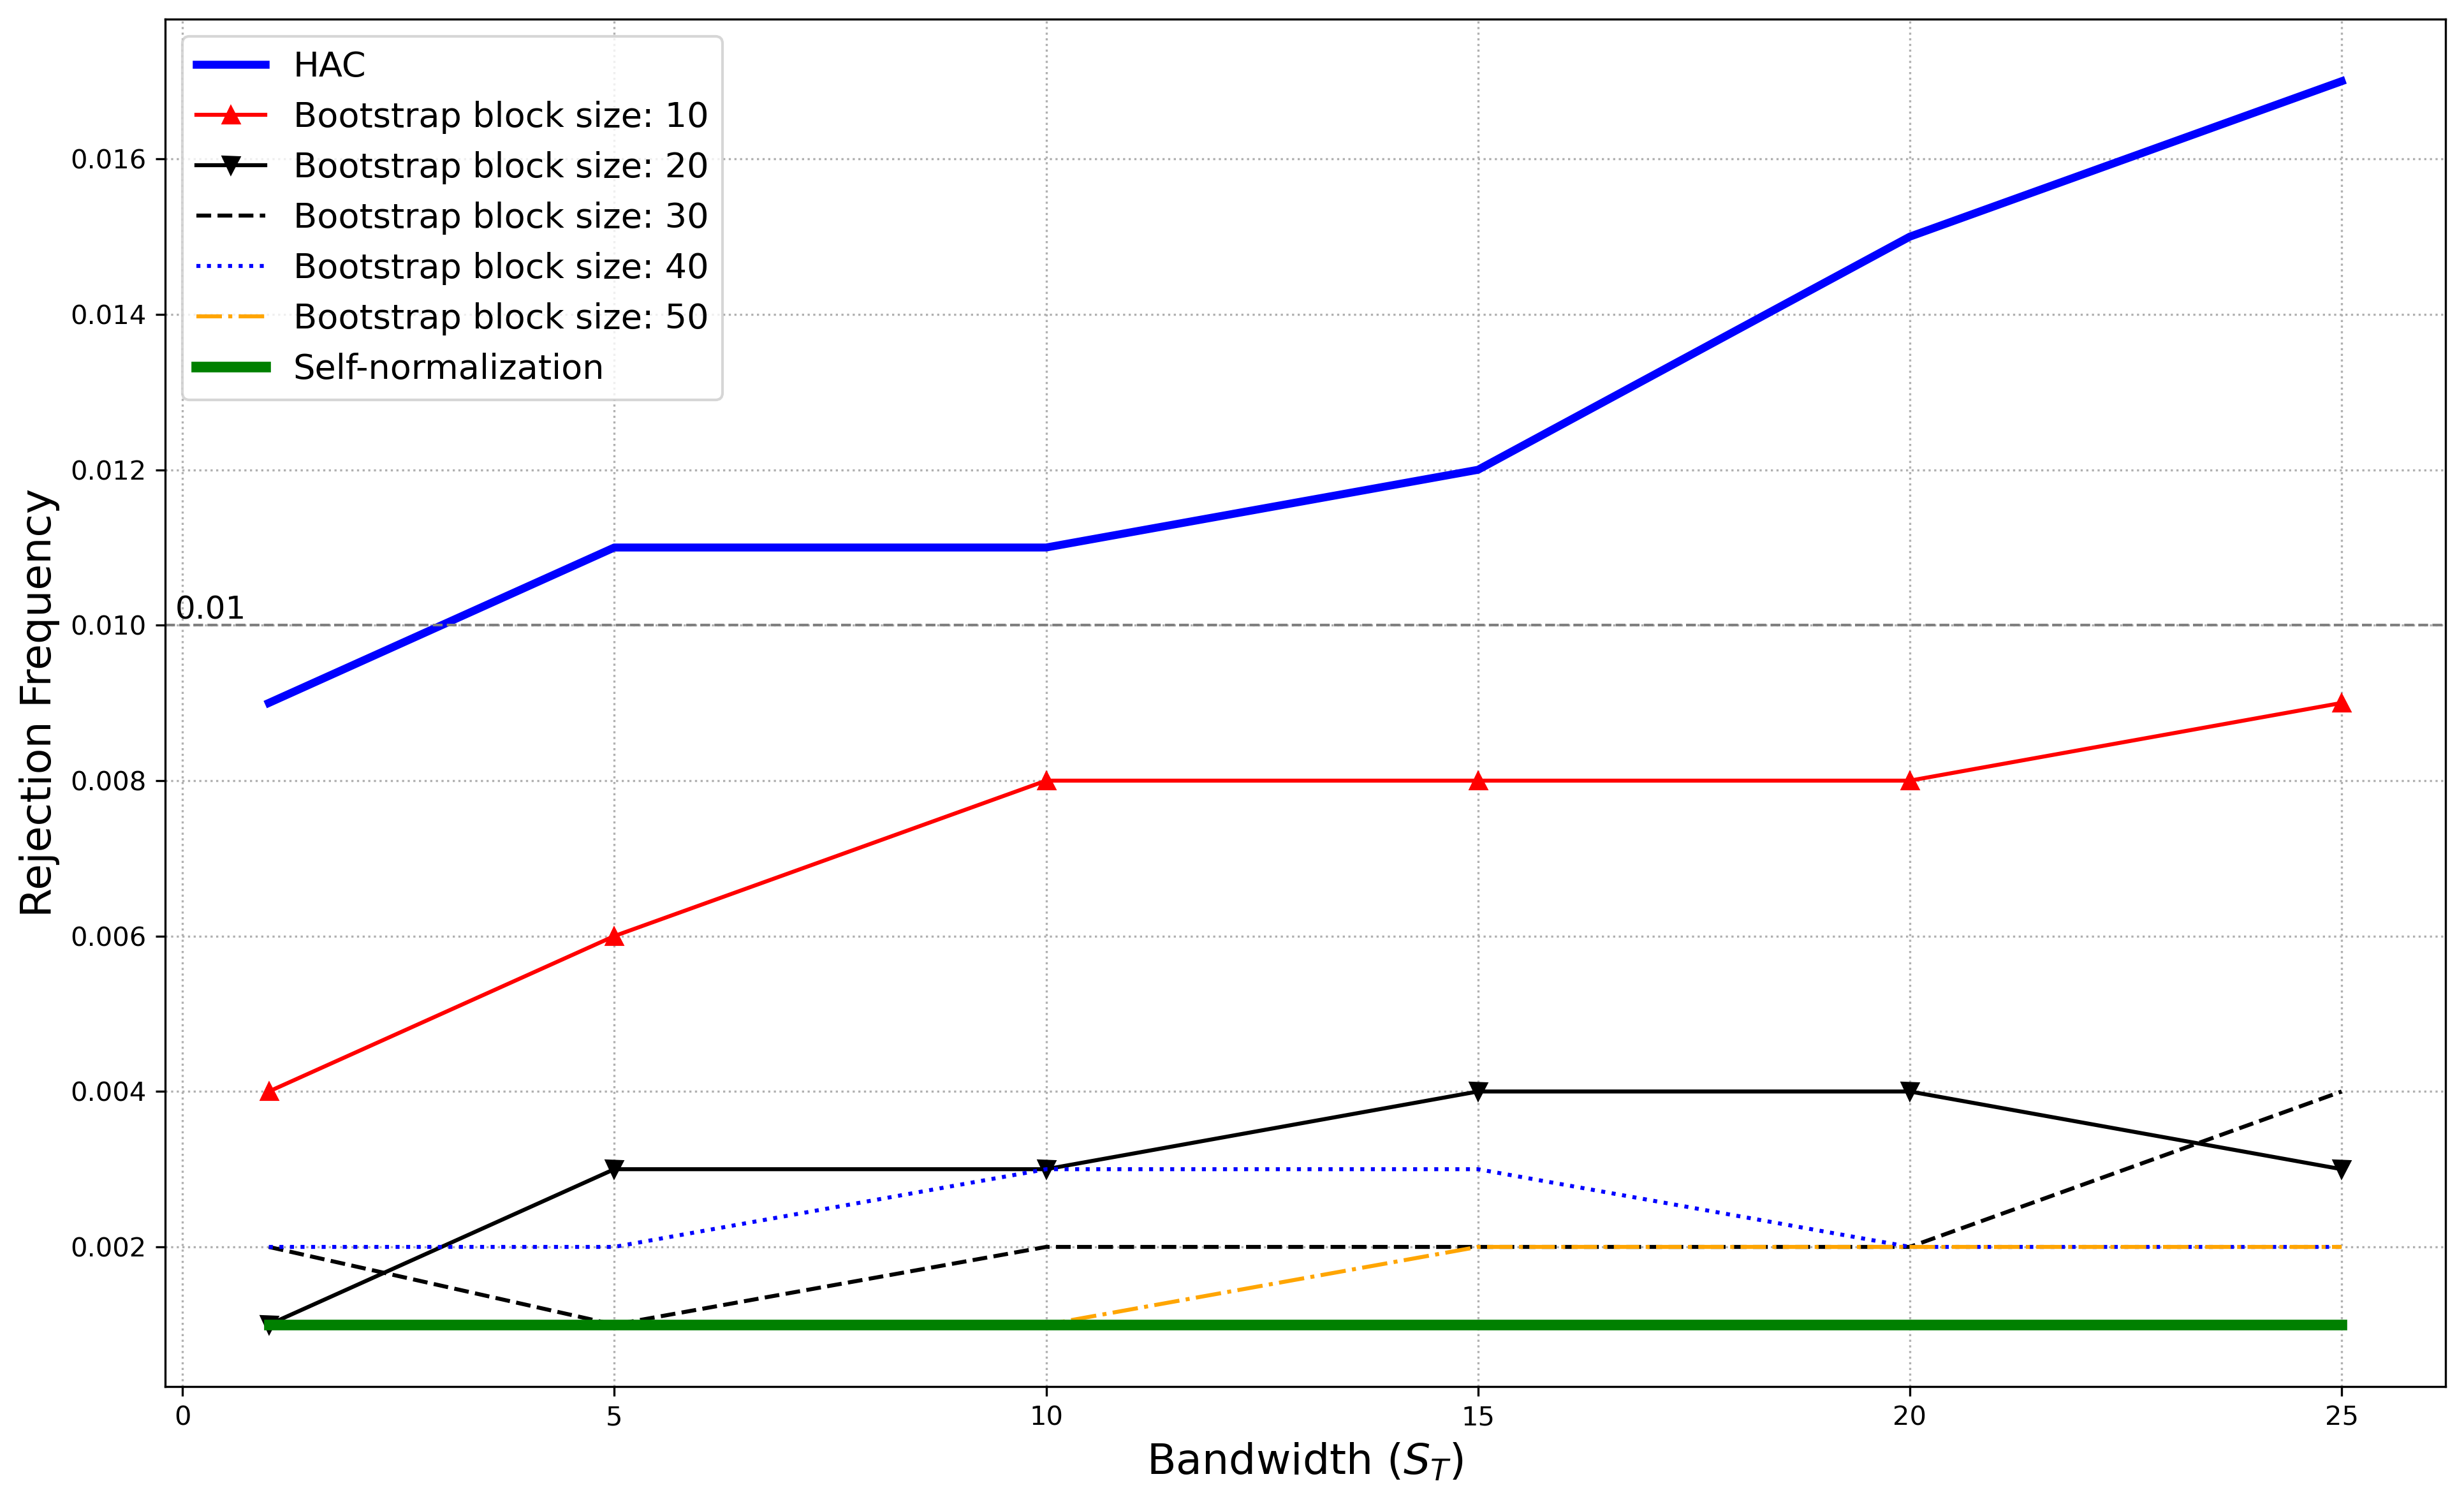 HAC
Bootstrap block size: 10
Bootstrap block size: 20
Bootstrap block size: 30
Bootstrap block size: 40
Bootstrap block size: 50
Self-normalization
0.016
0.014
0.012
0.010
0.008
0.006
0.004
0.002
0.01
Rejection Frequency
0 5 10 15 20 25
Bandwidth (S_T)